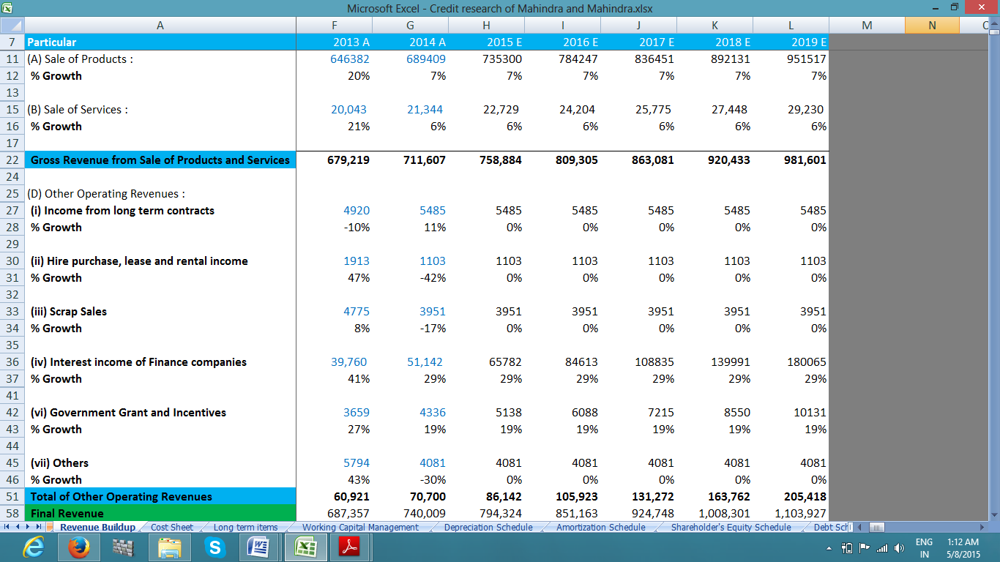 Microsoft Excel - Credit research of Mahindra and Mahindra.xlsx
A F G H I J K L M N
7 Particular 2013 A 2014 A 2015 E 2016 E 2017 E 2018 E 2019 E
11 (A) Sale of Products : 646382 689409 735300 784247 836451 892131 951517
12 % Growth 20% 7% 7% 7% 7% 7% 7%
13
15 (B) Sale of Services : 20,043 21,344 22,729 24,204 25,775 27,448 29,230
16 % Growth 21% 6% 6% 6% 6% 6% 6%
17
22 Gross Revenue from Sale of Products and Services 679,219 711,607 758,884 809,305 863,081 920,433 981,601
24
25 (D) Other Operating Revenues :
27 (i) Income from long term contracts 4920 5485 5485 5485 5485 5485 5485
28 % Growth -10% 11% 0% 0% 0% 0% 0%
29
30 (ii) Hire purchase, lease and rental income 1913 1103 1103 1103 1103 1103 1103
31 % Growth 47% -42% 0% 0% 0% 0% 0%
32
33 (iii) Scrap Sales 4775 3951 3951 3951 3951 3951 3951
34 % Growth 8% -17% 0% 0% 0% 0% 0%
35
36 (iv) Interest income of Finance companies 39,760 51,142 65782 84613 108835 139991 180065
37 % Growth 41% 29% 29% 29% 29% 29% 29%
41
42 (vi) Government Grant and Incentives 3659 4336 5138 6088 7215 8550 10131
43 % Growth 27% 19% 19% 19% 19% 19% 19%
44
45 (vii) Others 5794 4081 4081 4081 4081 4081 4081
46 % Growth 43% -30% 0% 0% 0% 0% 0%
51 Total of Other Operating Revenues 60,921 70,700 86,142 105,923 131,272 163,762 205,418
58 Final Revenue 687,357 740,009 794,324 851,163 924,748 1,008,301 1,103,927
Revenue Buildup Cost Sheet Long term items Working Capital Management Depreciation Schedule Amortization Schedule Shareholder's Equity Schedule Debt
ENG 1:12 AM
IN 5/8/2015